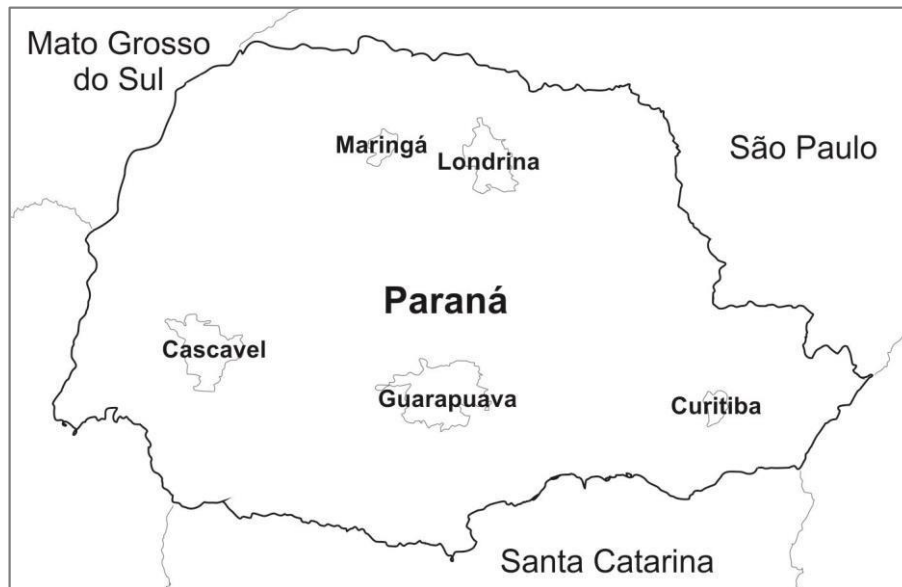 Mato Grosso
do Sul
São Paulo
Maringá
Londrina
Paraná
Cascavel
Guarapuava
Curitiba
Santa Catarina